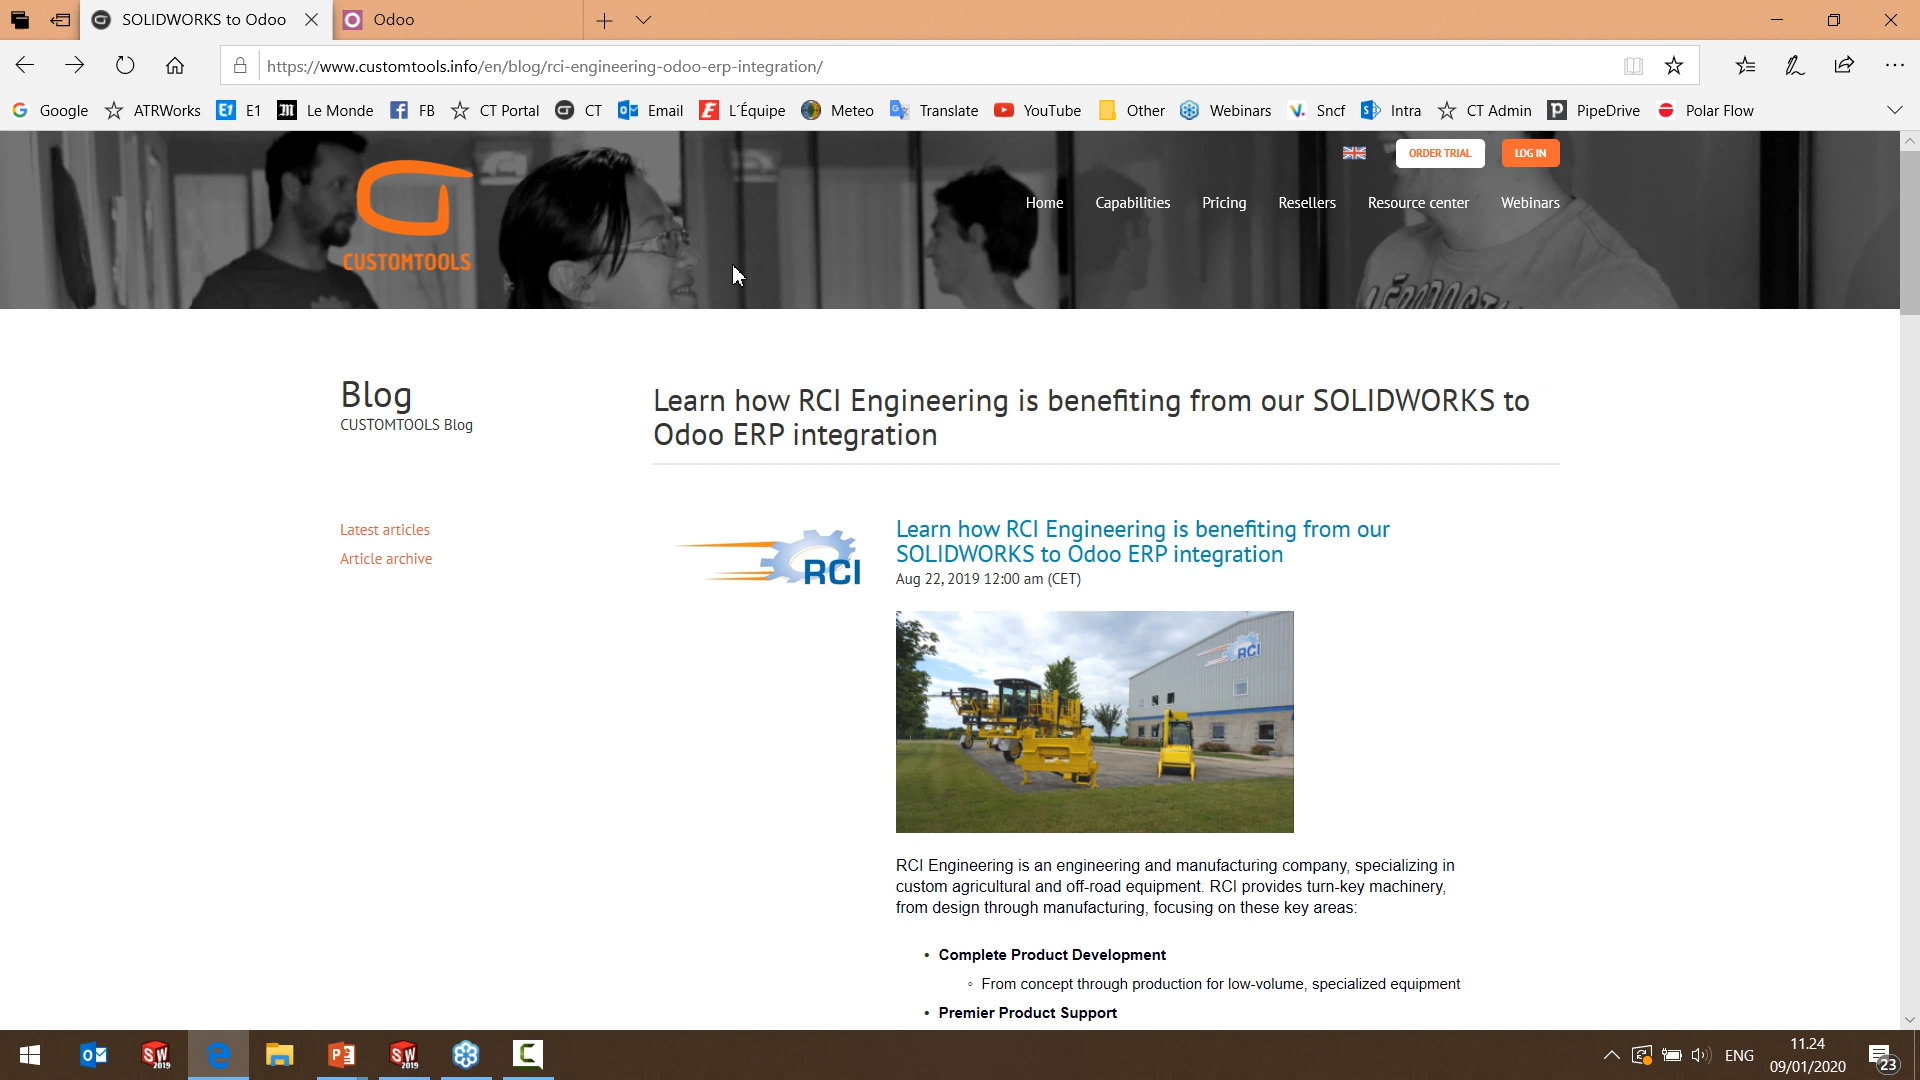 SOLIDWORKS to Odoo
Odoo
https://www.customtools.info/en/blog/rci-engineering-odoo-erp-integration/
Google ATRWorks E1 Le Monde FB CT Portal CT Email L´Équipe Meteo Translate YouTube Other Webinars Sncf Intra CT Admin PipeDrive Polar Flow
ORDER TRIAL LOG IN
Home Capabilities Pricing Resellers Resource center Webinars
CUSTOMTOOLS
Blog
CUSTOMTOOLS Blog
Latest articles
Article archive
Learn how RCI Engineering is benefiting from our SOLIDWORKS to
Odoo ERP integration
RCI
Learn how RCI Engineering is benefiting from our
SOLIDWORKS to Odoo ERP integration
Aug 22, 2019 12:00 am (CET)
RCI
RCI Engineering is an engineering and manufacturing company, specializing in
custom agricultural and off-road equipment. RCI provides turn-key machinery,
from design through manufacturing, focusing on these key areas:
• Complete Product Development
◦ From concept through production for low-volume, specialized equipment
• Premier Product Support
SW 2019
SW 2019
ENG
11.24
09/01/2020
23